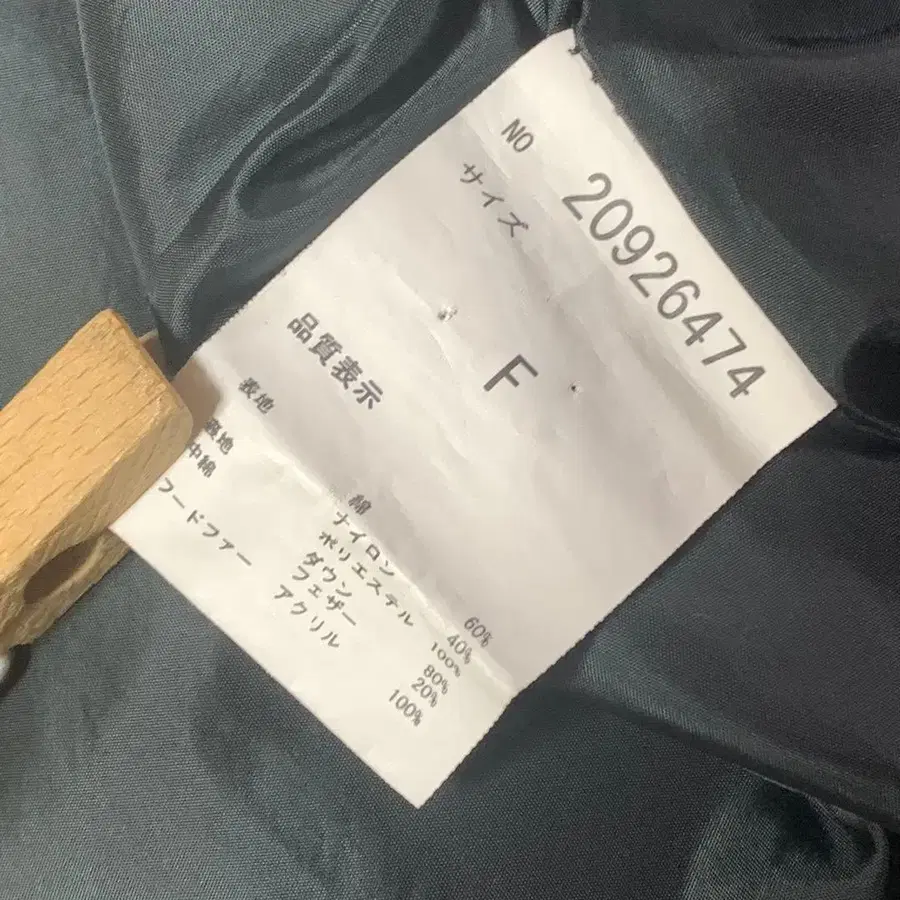 NO 20926474
サイズ F
品質表示
表地 綿 60%
ナイロン 40%
裏地 ポリエステル 100%
中綿 ダウン 80%
フェザー 20%
フードファー アクリル 100%